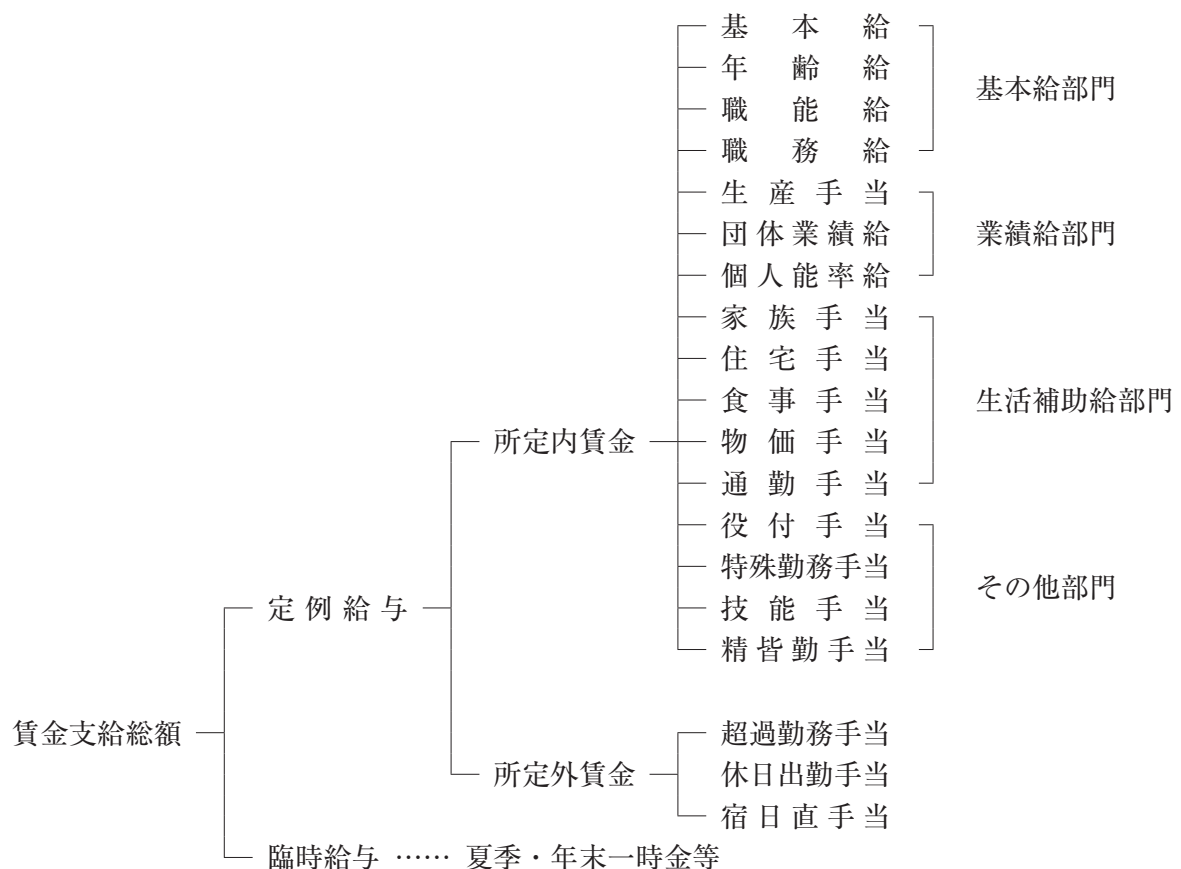 基本給
年齢給
基本給部門
職能給
職務給
生産手当
団体業績給 業績給部門
個人能率給
家族手当
住宅手当
食事手当 生活補助給部門
所定内賃金 物価手当
通勤手当
役付手当
特殊勤務手当
その他部門
定例給与 技能手当
精皆勤手当
賃金支給総額 超過勤務手当
所定外賃金 休日出勤手当
宿日直手当
臨時給与 …… 夏季・年末一時金等